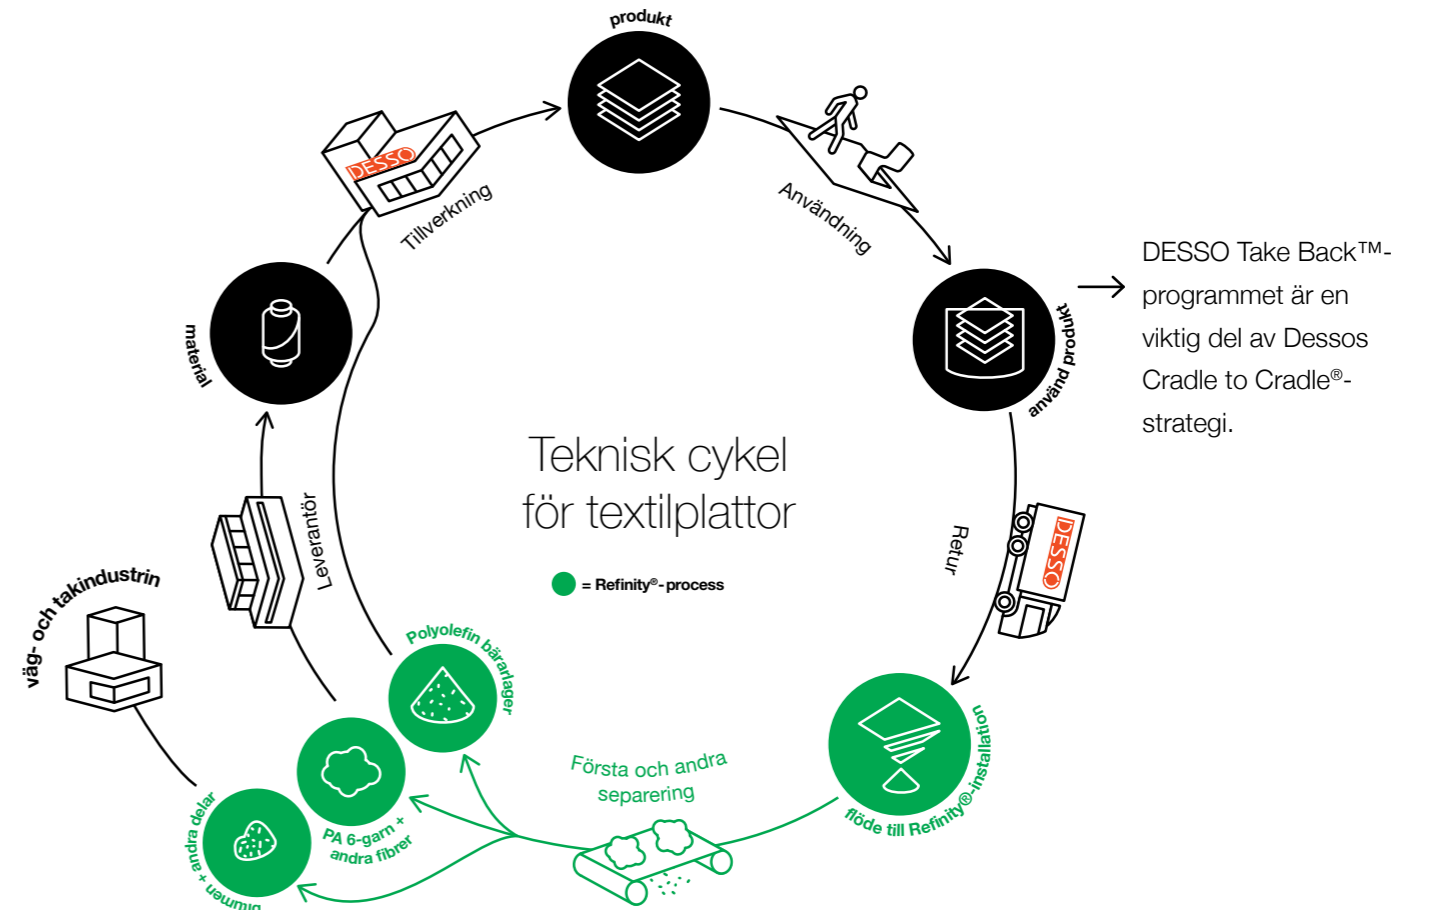 produkt
DESSO
Tillverkning
Användning
DESSO Take Back™-
programmet är en
viktig del av Dessos
Cradle to Cradle®-
strategi.
material
använd produkt
Teknisk cykel
för textilplattor
= Refinity®-process
Leverantör
Retur
DESSO
väg- och takindustrin
Polyolefin bärarlager
flöde till Refinity®-installation
Första och andra
separering
PA 6-garn +
andra fibrer
bitumen + andra delar